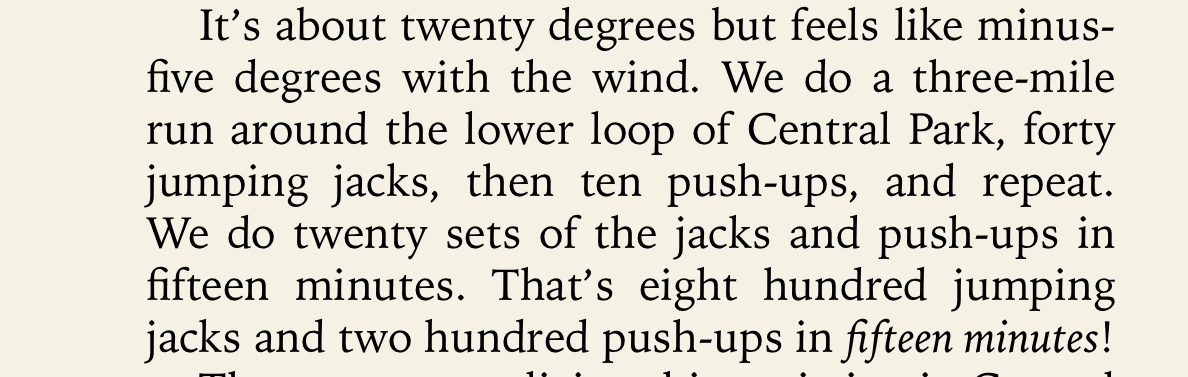 It’s about twenty degrees but feels like minus-
five degrees with the wind. We do a three-mile
run around the lower loop of Central Park, forty
jumping jacks, then ten push-ups, and repeat.
We do twenty sets of the jacks and push-ups in
fifteen minutes. That’s eight hundred jumping
jacks and two hundred push-ups in fifteen minutes!